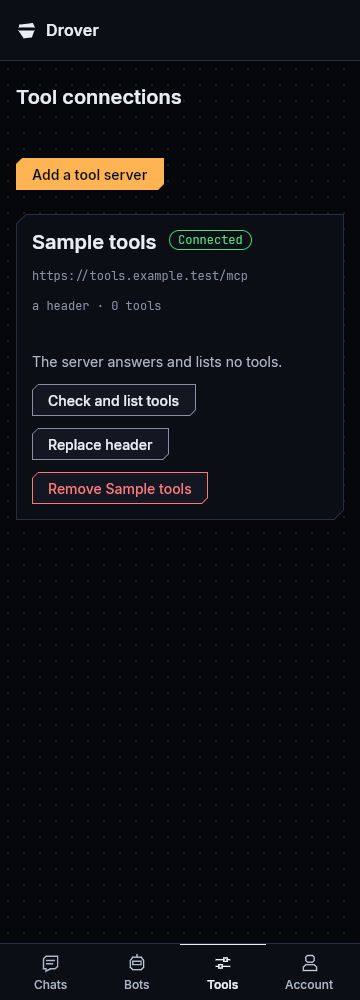 Drover
Tool connections
Add a tool server
Sample tools Connected
https://tools.example.test/mcp
a header · 0 tools
The server answers and lists no tools.
Check and list tools
Replace header
Remove Sample tools
Chats Bots Tools Account